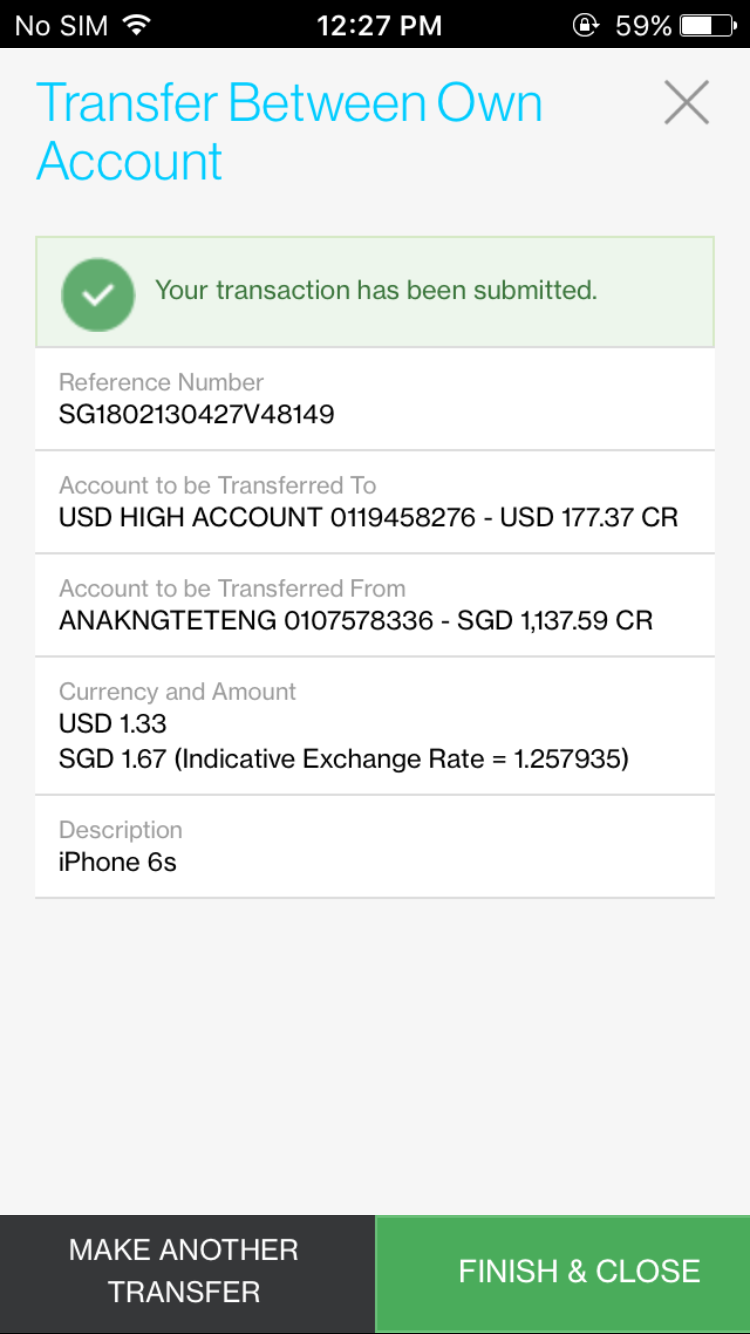 No SIM 12:27 PM 59%
Transfer Between Own
Account
Your transaction has been submitted.
Reference Number
SG1802130427V48149
Account to be Transferred To
USD HIGH ACCOUNT 0119458276 - USD 177.37 CR
Account to be Transferred From
ANAKNGTETENG 0107578336 - SGD 1,137.59 CR
Currency and Amount
USD 1.33
SGD 1.67 (Indicative Exchange Rate = 1.257935)
Description
iPhone 6s
MAKE ANOTHER
TRANSFER
FINISH & CLOSE